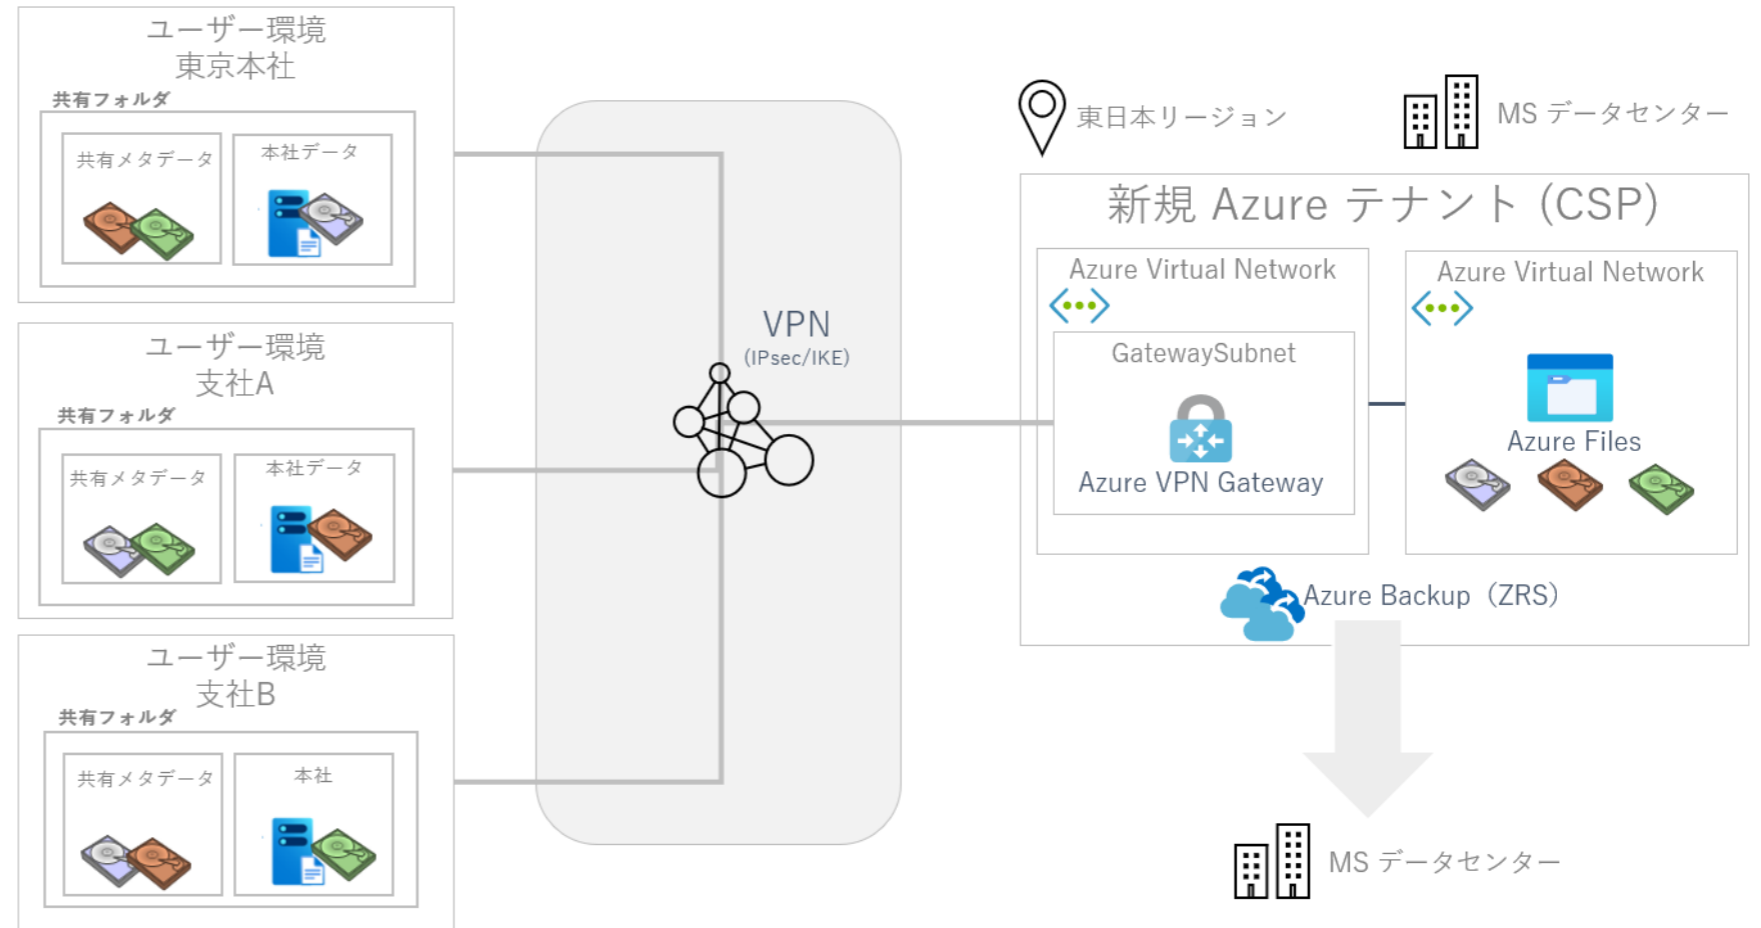 ユーザー環境
東京本社
共有フォルダ
共有メタデータ
本社データ
ユーザー環境
支社A
共有フォルダ
共有メタデータ
本社データ
ユーザー環境
支社B
共有フォルダ
共有メタデータ
本社
VPN
(IPsec/IKE)
東日本リージョン
MS データセンター
新規 Azure テナント (CSP)
Azure Virtual Network
GatewaySubnet
Azure VPN Gateway
Azure Virtual Network
Azure Files
Azure Backup（ZRS）
MS データセンター